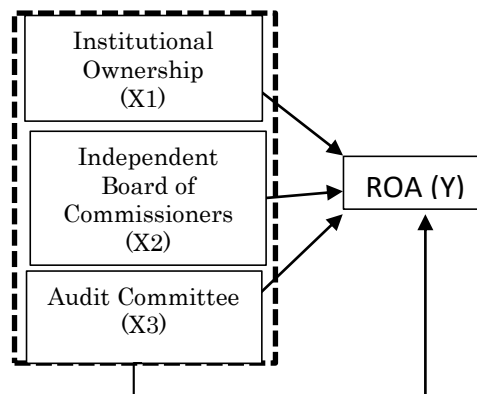 Institutional
Ownership
(X1)
Independent
Board of
Commissioners
(X2)
ROA (Y)
Audit Committee
(X3)